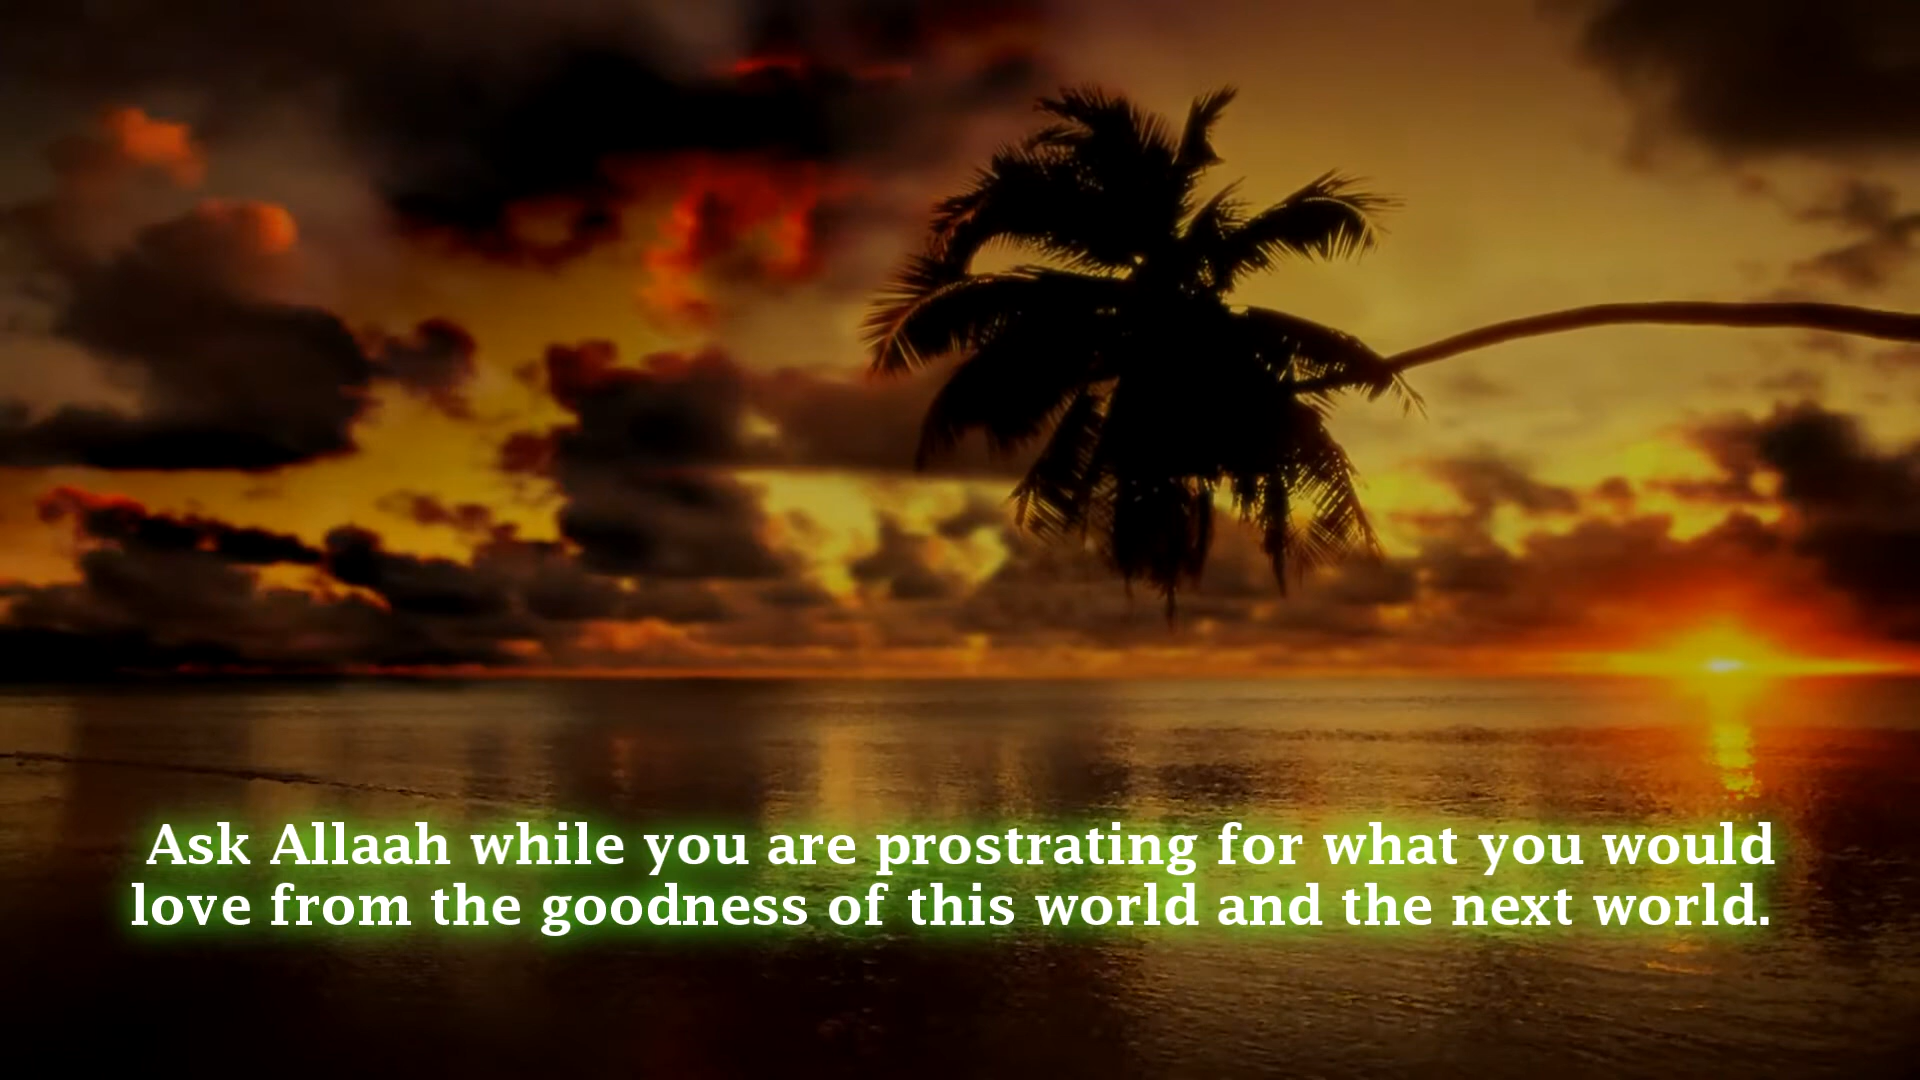 Ask Allaah while you are prostrating for what you would
love from the goodness of this world and the next world.